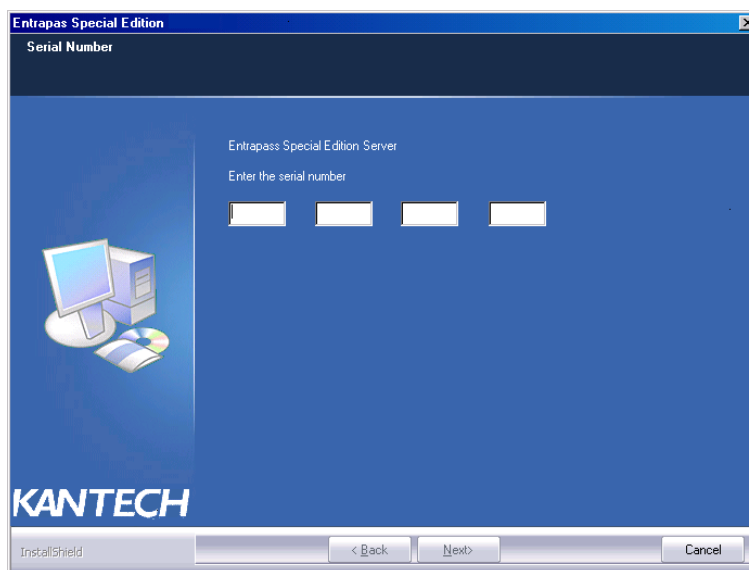 Entrapas Special Edition
Serial Number
Entrapass Special Edition Server
Enter the serial number
KANTECH
InstallShield
< Back
Next>
Cancel